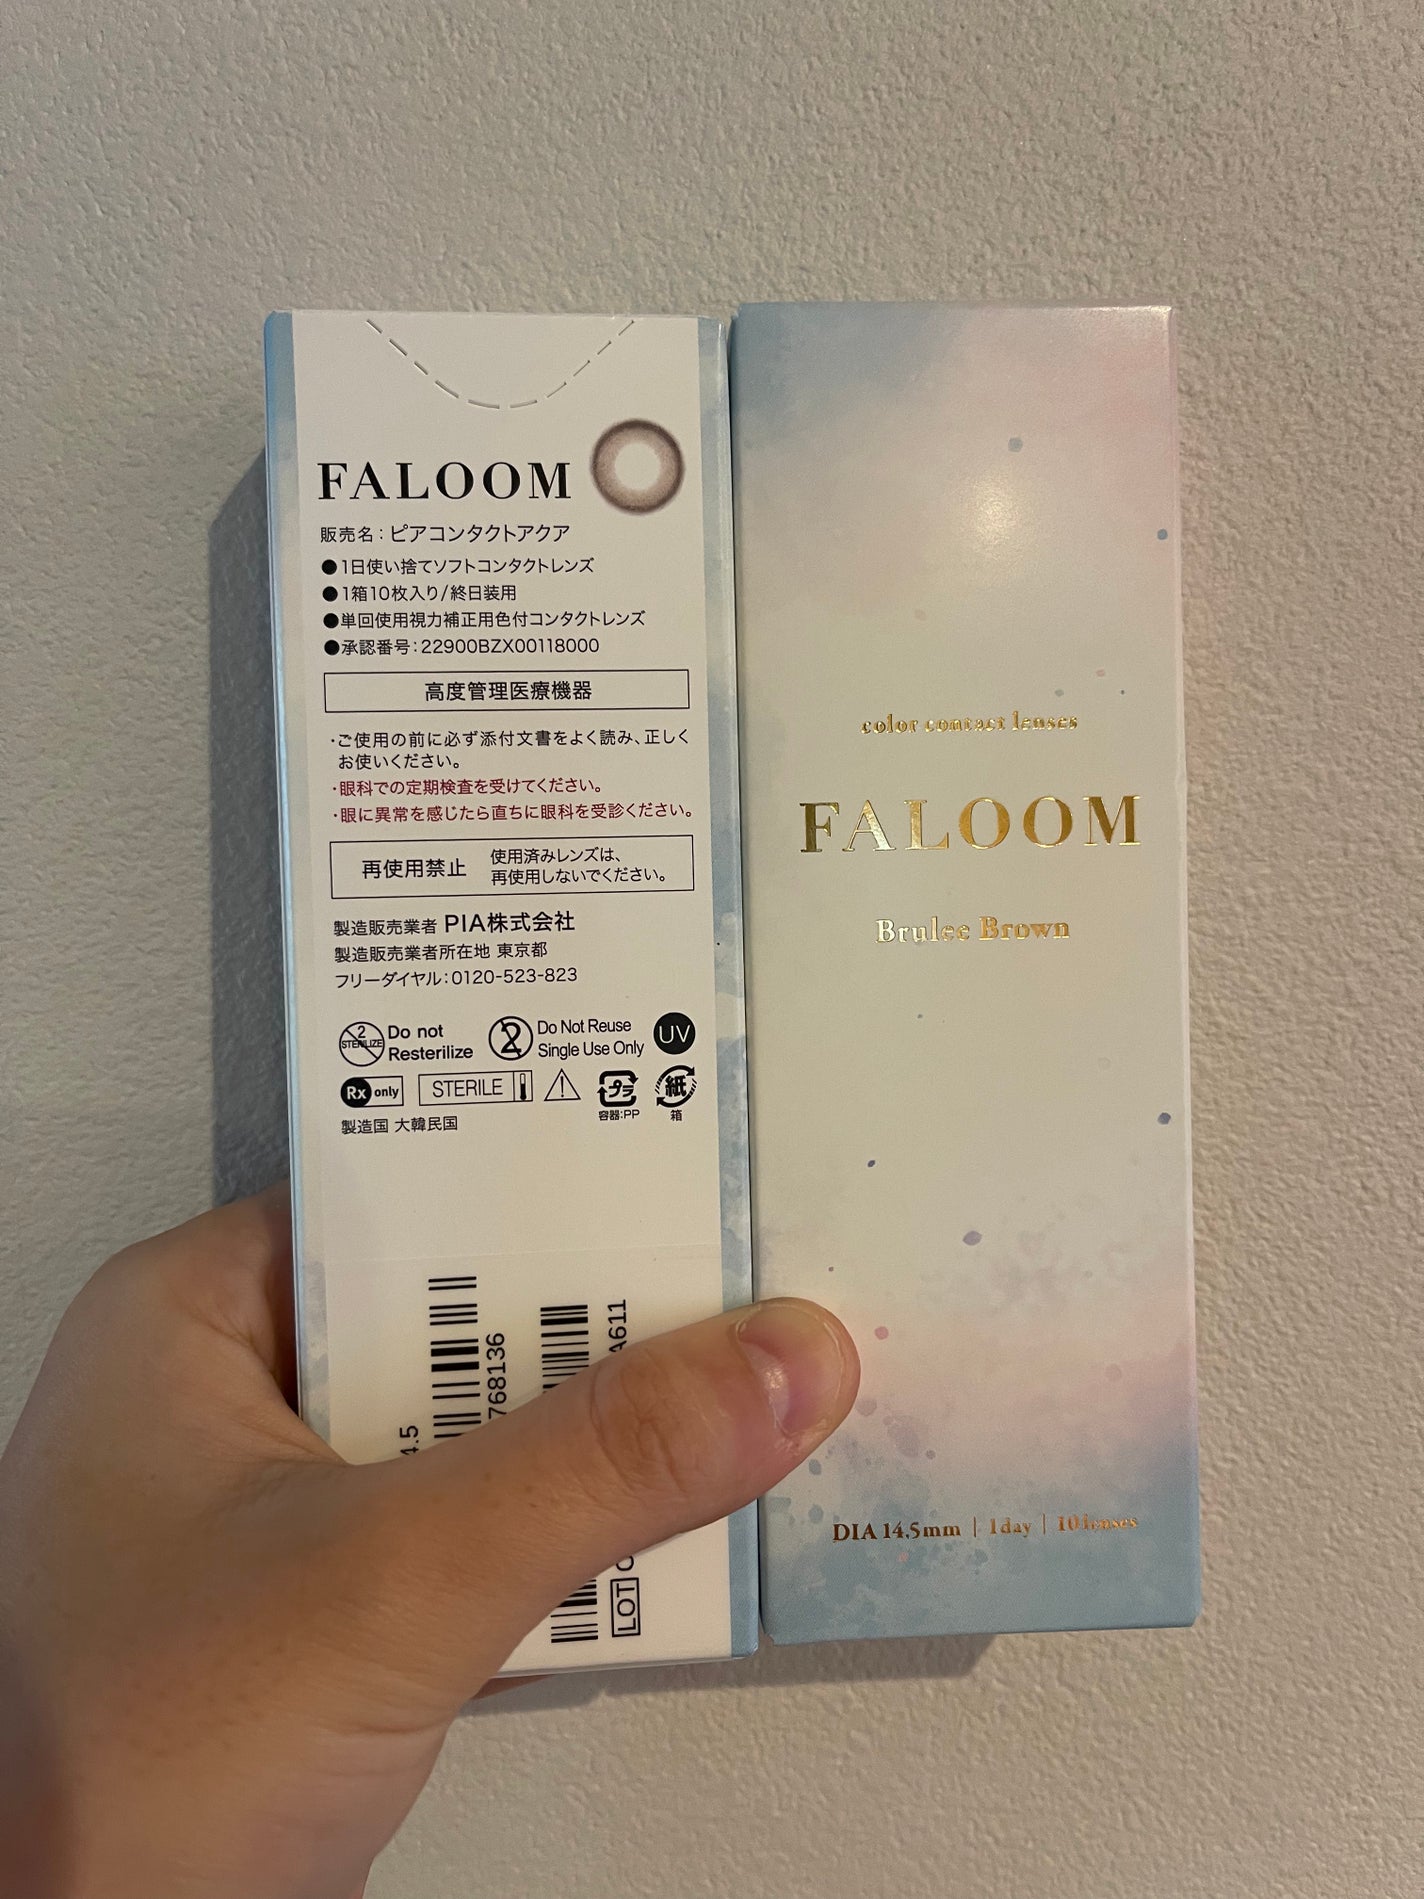 FALOOM
販売名：ピアコンタクトアクア
●1日使い捨てソフトコンタクトレンズ
●1箱10枚入り/終日装用
●単回使用視力補正用色付コンタクトレンズ
●承認番号：22900BZX00118000
高度管理医療機器
・ご使用の前に必ず添付文書をよく読み、正しく
お使いください。
・眼科での定期検査を受けてください。
・眼に異常を感じたら直ちに眼科を受診ください。
再使用禁止
使用済みレンズは、
再使用しないでください。
製造販売業者 PIA株式会社
製造販売業者所在地 東京都
フリーダイヤル：0120-523-823
2
STERILIZE
Do not
Resterilize
2
Do Not Reuse
Single Use Only
UV
Rx only
STERILE
プラ
容器:PP
紙
箱
製造国 大韓民国
4.5
768136
A611
LOT
color contact lenses
FALOOM
Brulee Brown
DIA 14.5mm | 1day | 10 lenses